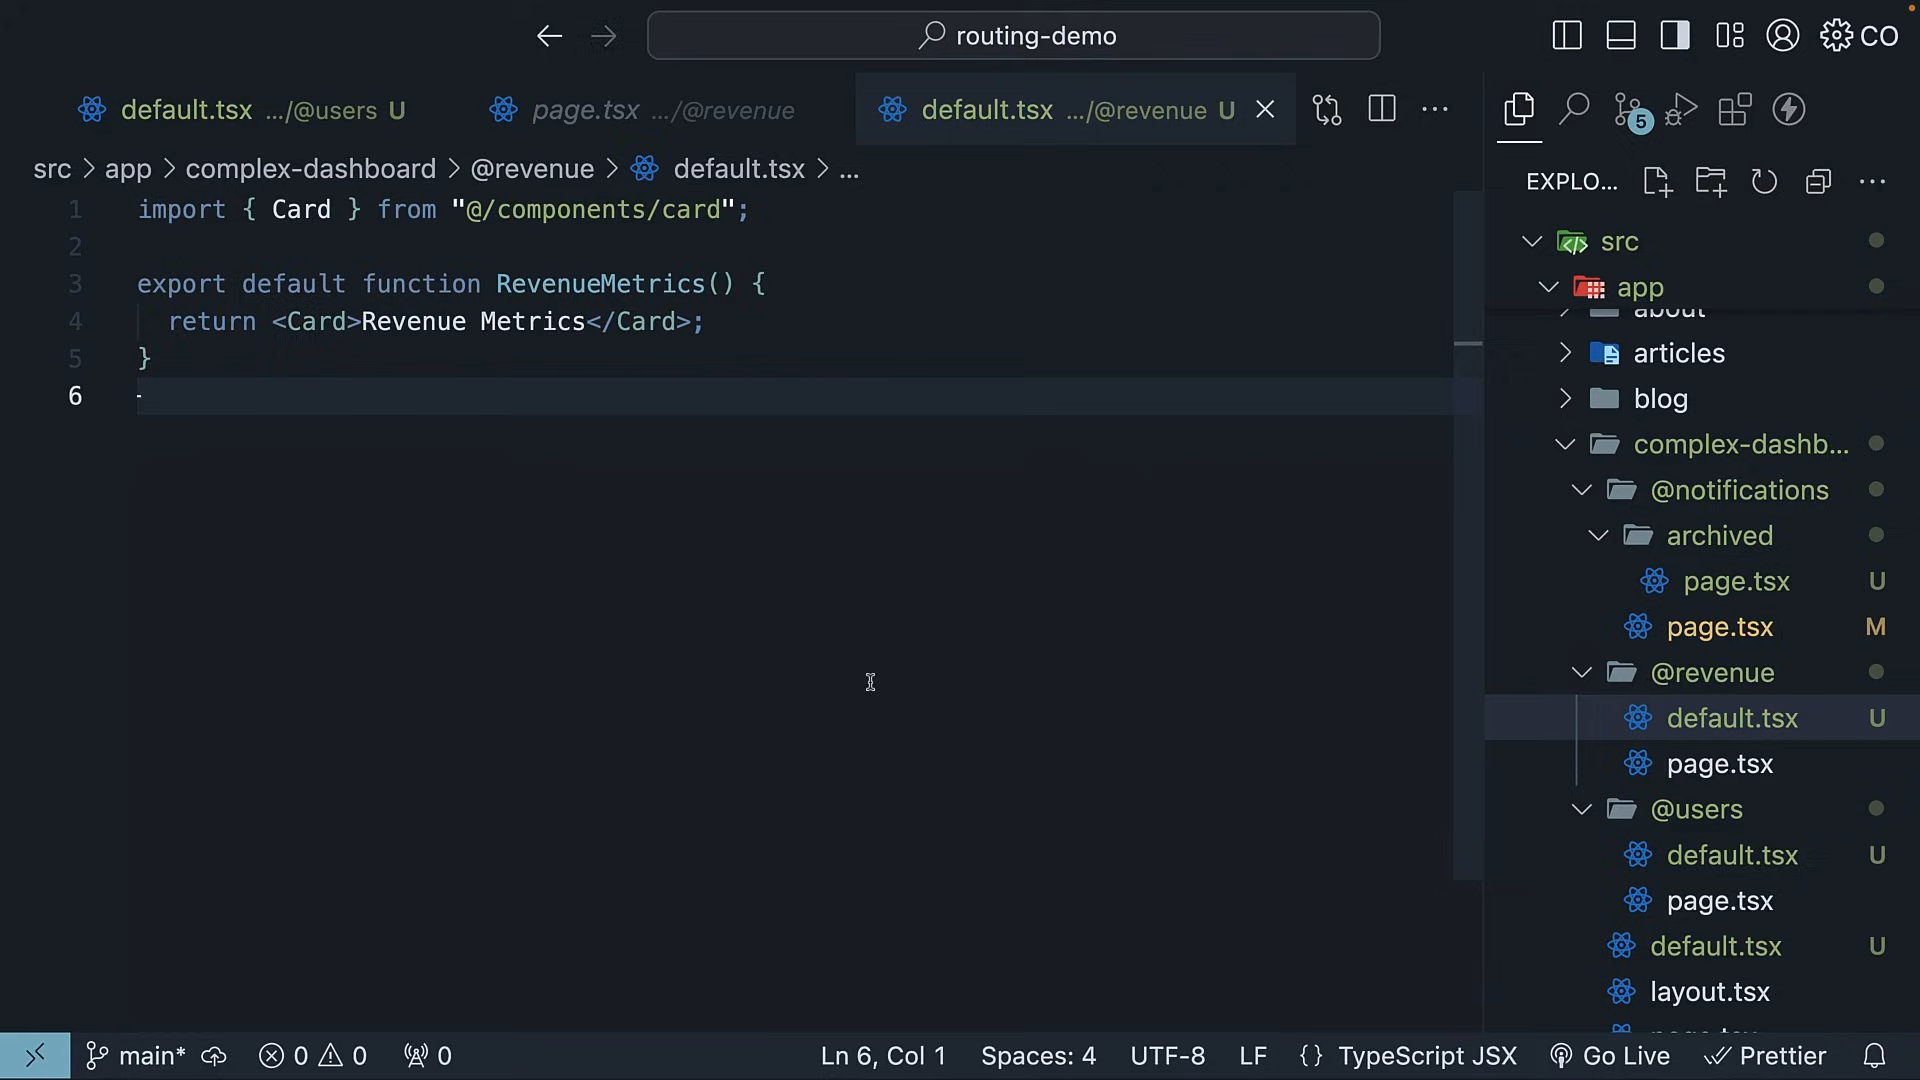 routing-demo
CO
default.tsx .../@users U
page.tsx .../@revenue
default.tsx .../@revenue U
5
src > app > complex-dashboard > @revenue > default.tsx > ...
EXPLO...
1 import { Card } from "@/components/card";
2
3 export default function RevenueMetrics() {
4 return <Card>Revenue Metrics</Card>;
5 }
6
src
app
about
articles
blog
complex-dashb...
@notifications
archived
page.tsx U
page.tsx M
@revenue
default.tsx U
page.tsx
@users
default.tsx U
page.tsx
default.tsx U
layout.tsx
page.tsx
main* 0 0 0 Ln 6, Col 1 Spaces: 4 UTF-8 LF {} TypeScript JSX Go Live Prettier